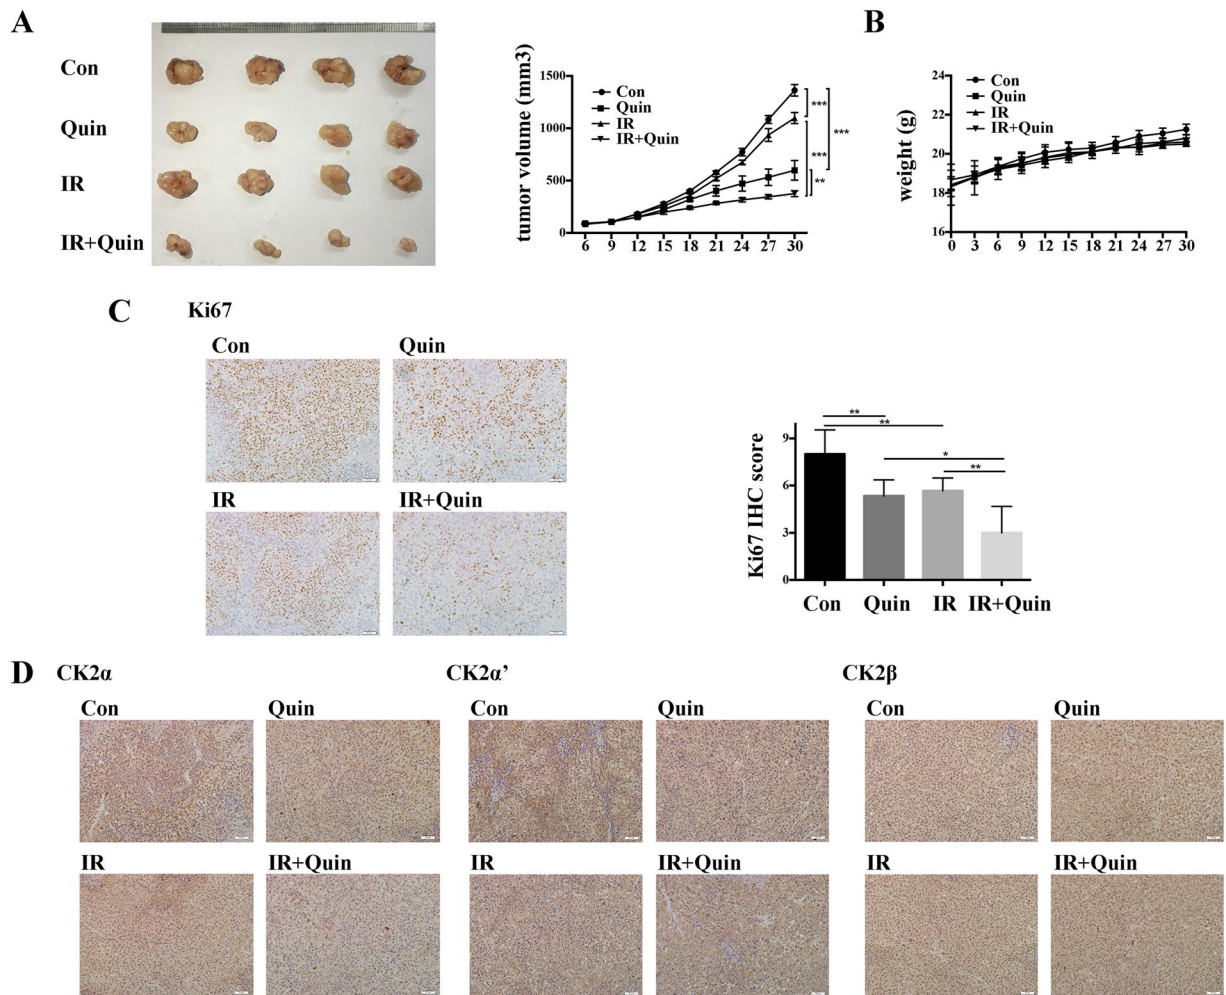 A
Con
Quin
IR
IR+Quin
tumor volume (mm3)
1500
1000
500
0
6 9 12 15 18 21 24 27 30
Con
Quin
IR
IR+Quin
***
***
***
**
B
weight (g)
24
22
20
18
16
0 3 6 9 12 15 18 21 24 27 30
Con
Quin
IR
IR+Quin
C
Ki67
Con
Quin
IR
IR+Quin
Ki67 IHC score
9
6
3
0
**
**
*
**
Con Quin IR IR+Quin
D
CK2α
Con
Quin
IR
IR+Quin
CK2α’
Con
Quin
IR
IR+Quin
CK2β
Con
Quin
IR
IR+Quin